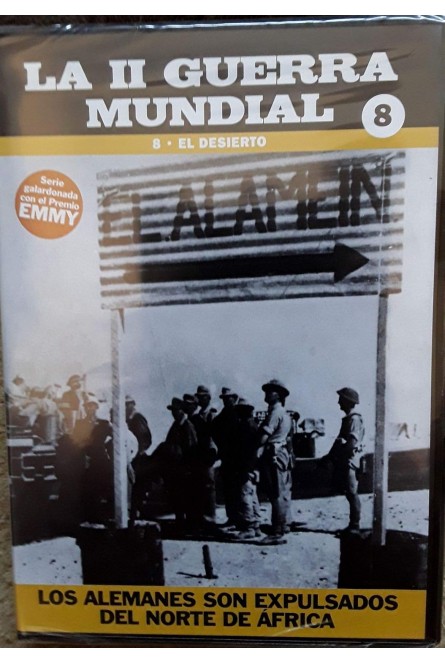 LA II GUERRA
MUNDIAL 8
8 • EL DESIERTO
Serie
galardonada
con el Premio
EMMY
EL.ALAMEIN.
LOS ALEMANES SON EXPULSADOS
DEL NORTE DE ÁFRICA